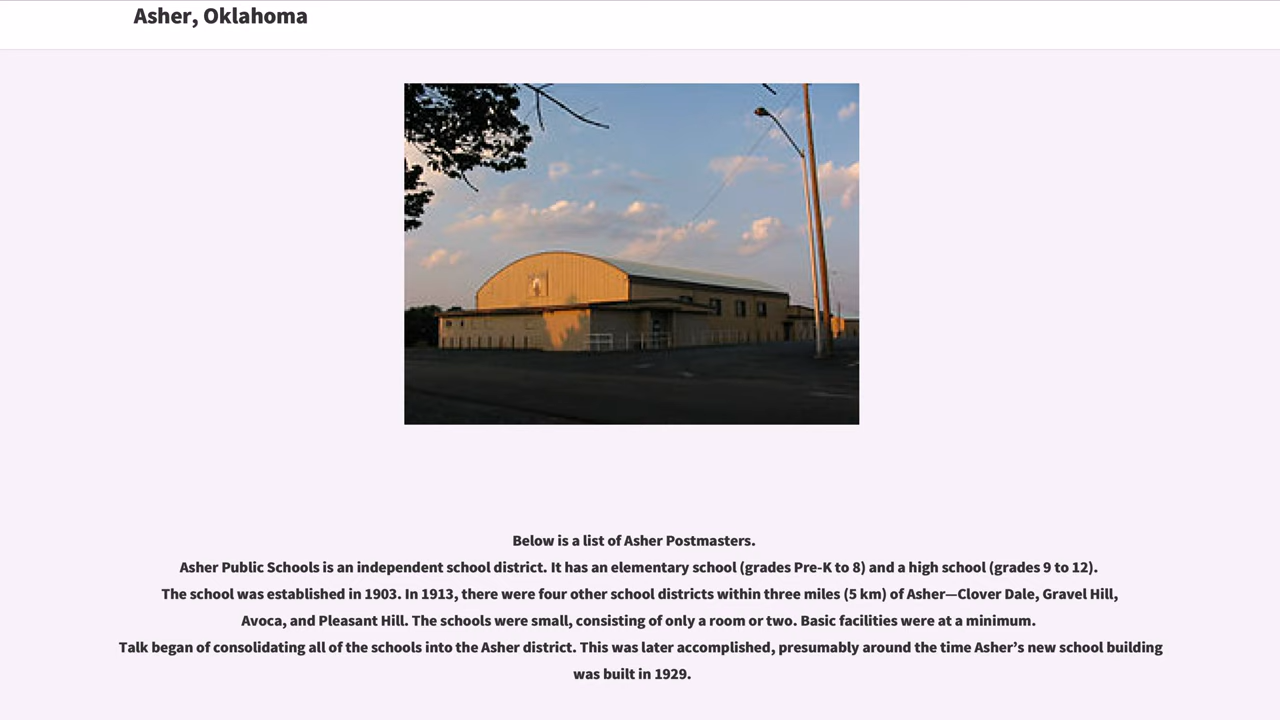 Asher, Oklahoma
Below is a list of Asher Postmasters.
Asher Public Schools is an independent school district. It has an elementary school (grades Pre-K to 8) and a high school (grades 9 to 12).
The school was established in 1903. In 1913, there were four other school districts within three miles (5 km) of Asher—Clover Dale, Gravel Hill,
Avoca, and Pleasant Hill. The schools were small, consisting of only a room or two. Basic facilities were at a minimum.
Talk began of consolidating all of the schools into the Asher district. This was later accomplished, presumably around the time Asher’s new school building
was built in 1929.